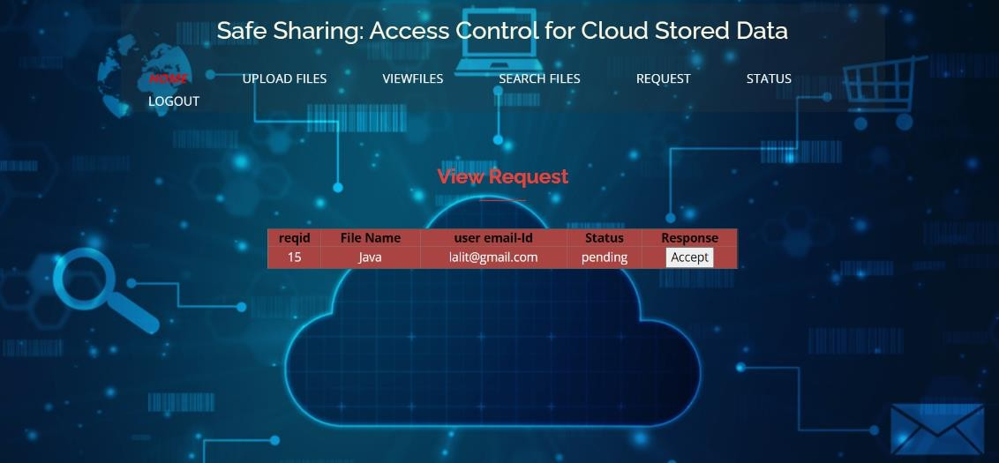 Safe Sharing: Access Control for Cloud Stored Data
HOME UPLOAD FILES VIEWFILES SEARCH FILES REQUEST STATUS
LOGOUT
View Request
reqid File Name user email-Id Status Response
15 Java lalit@gmail.com pending Accept